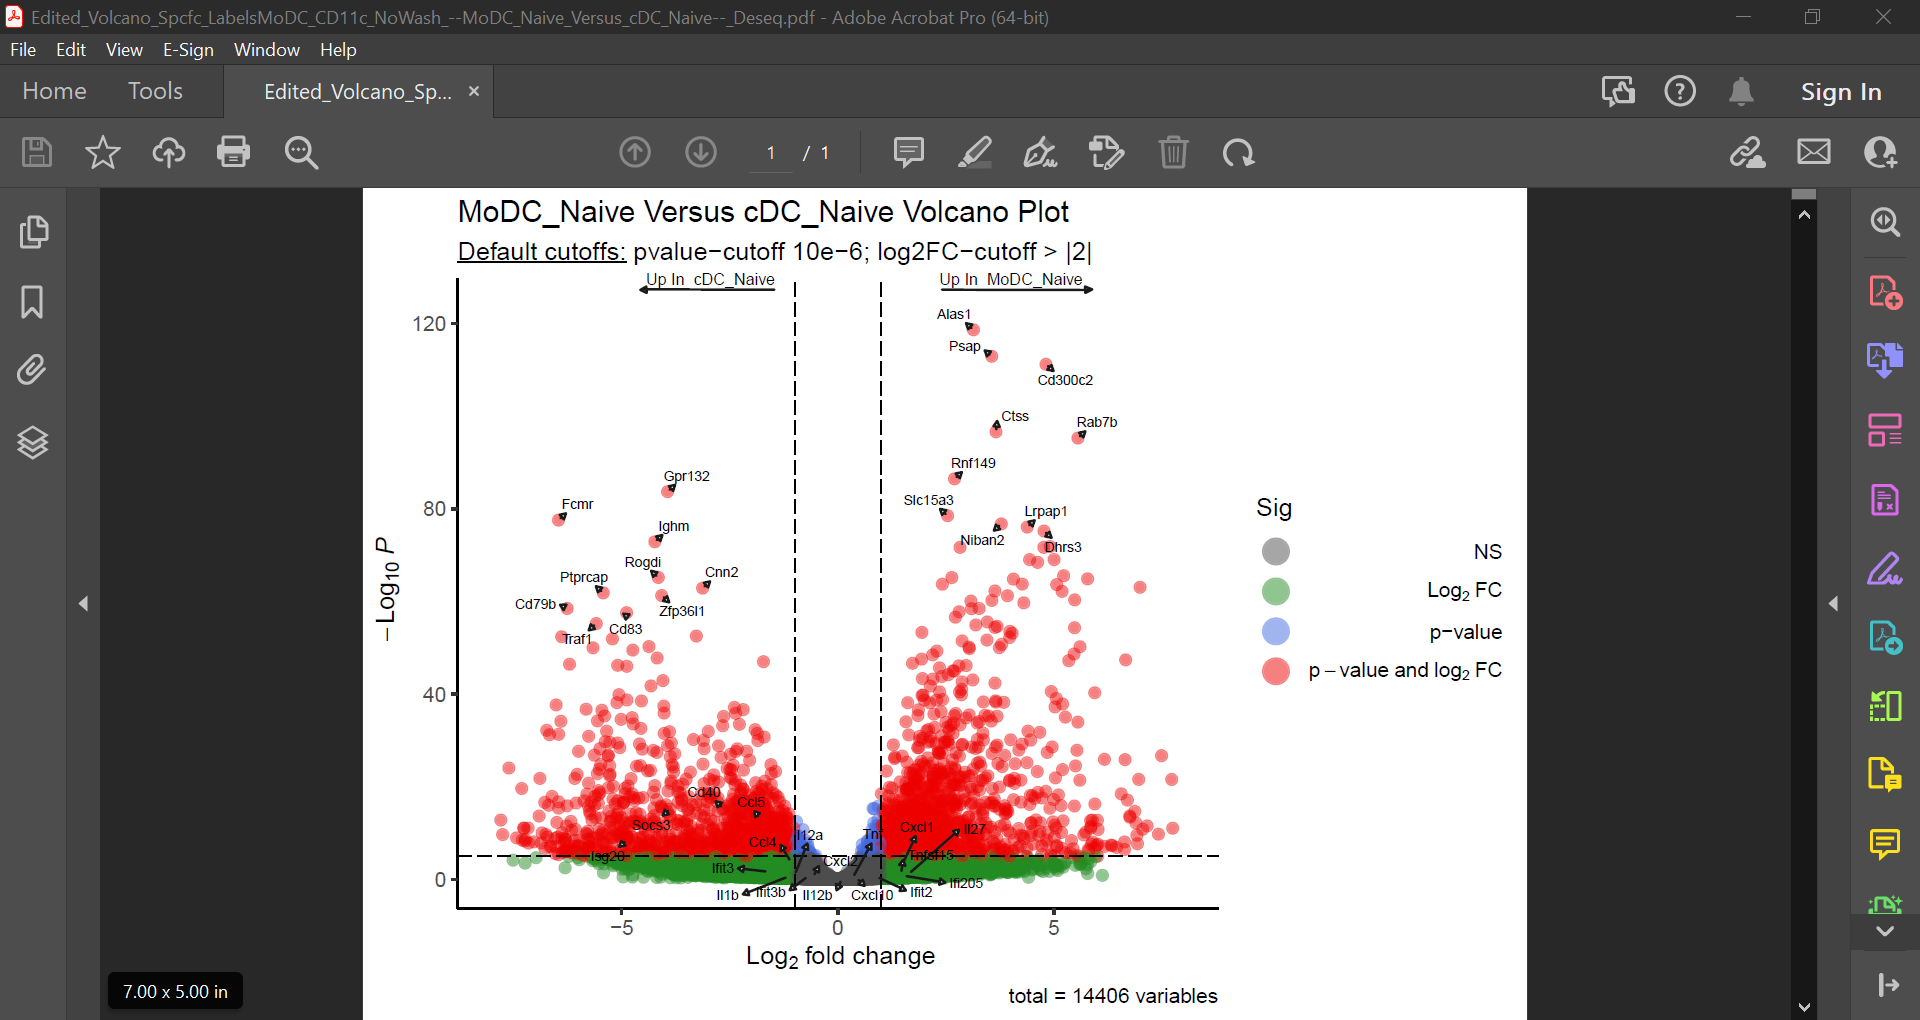 Edited_Volcano_Spcfc_LabelsMoDC_CD11c_NoWash_--MoDC_Naive_Versus_cDC_Naive--_Deseq.pdf - Adobe Acrobat Pro (64-bit)
File Edit View E-Sign Window Help
Home Tools Edited_Volcano_Sp... × Sign In
1 / 1
MoDC_Naive Versus cDC_Naive Volcano Plot
Default cutoffs: pvalue−cutoff 10e−6; log2FC−cutoff > |2|
Up In cDC_Naive Up In MoDC_Naive
120
80
40
0
−Log10 P
Alas1
Psap
Cd300c2
Ctss
Rab7b
Rnf149
Gpr132
Slc15a3
Fcmr
Lrpap1
Ighm
Niban2
Dhrs3
Rogdi
Cnn2
Ptprcap
Cd79b
Zfp36l1
Cd83
Traf1
Cd40
Ccl5
Socs3
Cxcl1
Il27
Tnf
Il12a
Ccl4
Isg20
Tnfsf15
Cxcl2
Ifit3
Ifi205
Il1b
Ifit3b
Il12b
Cxcl10
Ifit2
−5 0 5
Log2 fold change
total = 14406 variables
Sig
NS
Log2 FC
p−value
p − value and log2 FC
7.00 x 5.00 in